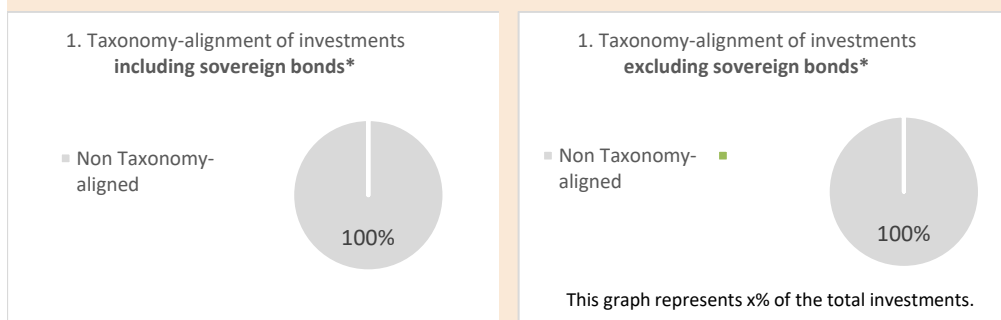 1. Taxonomy-alignment of investments
including sovereign bonds*
Non Taxonomy-
aligned
100%
1. Taxonomy-alignment of investments
excluding sovereign bonds*
Non Taxonomy-
aligned
100%
This graph represents x% of the total investments.